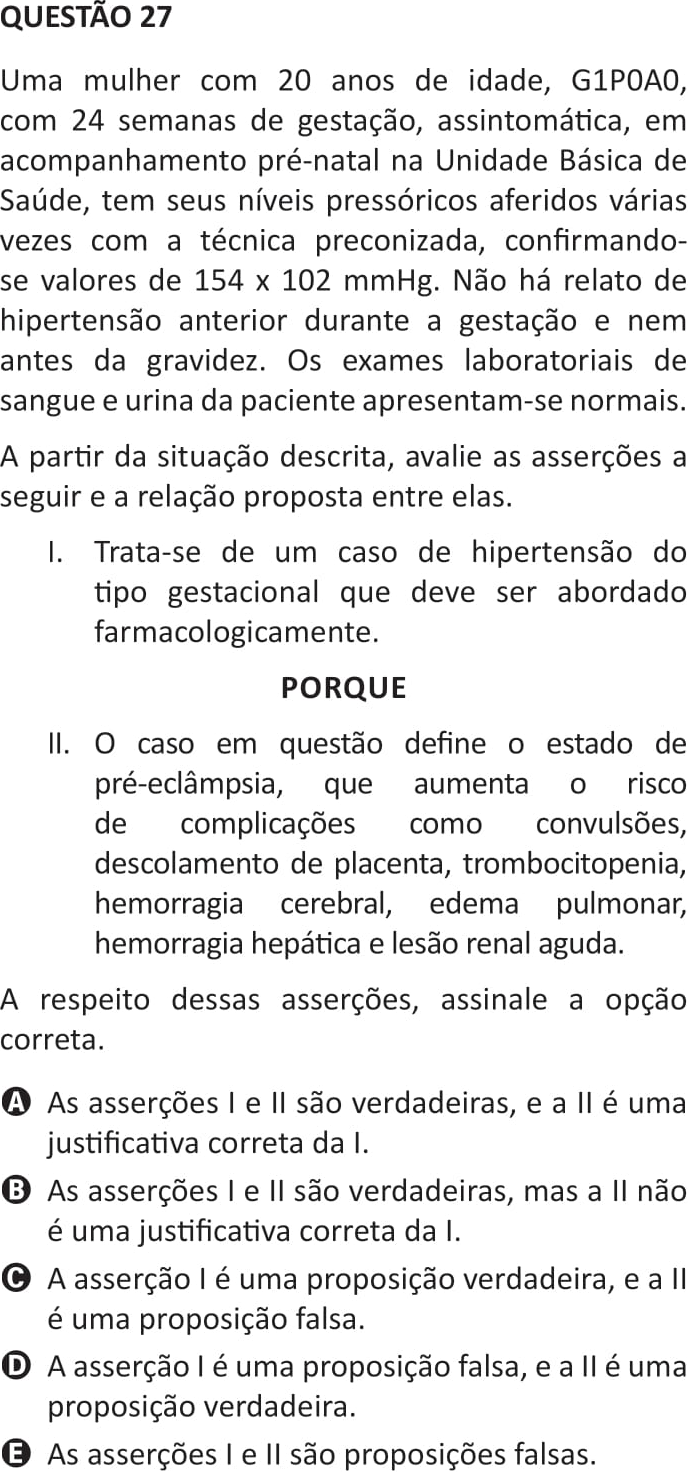 QUESTÃO 27
Uma mulher com 20 anos de idade, G1P0A0,
com 24 semanas de gestação, assintomática, em
acompanhamento pré-natal na Unidade Básica de
Saúde, tem seus níveis pressóricos aferidos várias
vezes com a técnica preconizada, confirmando-
se valores de 154 x 102 mmHg. Não há relato de
hipertensão anterior durante a gestação e nem
antes da gravidez. Os exames laboratoriais de
sangue e urina da paciente apresentam-se normais.
A partir da situação descrita, avalie as asserções a
seguir e a relação proposta entre elas.
I. Trata-se de um caso de hipertensão do
tipo gestacional que deve ser abordado
farmacologicamente.
PORQUE
II. O caso em questão define o estado de
pré-eclâmpsia, que aumenta o risco
de complicações como convulsões,
descolamento de placenta, trombocitopenia,
hemorragia cerebral, edema pulmonar,
hemorragia hepática e lesão renal aguda.
A respeito dessas asserções, assinale a opção
correta.
A As asserções I e II são verdadeiras, e a II é uma
justificativa correta da I.
B As asserções I e II são verdadeiras, mas a II não
é uma justificativa correta da I.
C A asserção I é uma proposição verdadeira, e a II
é uma proposição falsa.
D A asserção I é uma proposição falsa, e a II é uma
proposição verdadeira.
E As asserções I e II são proposições falsas.